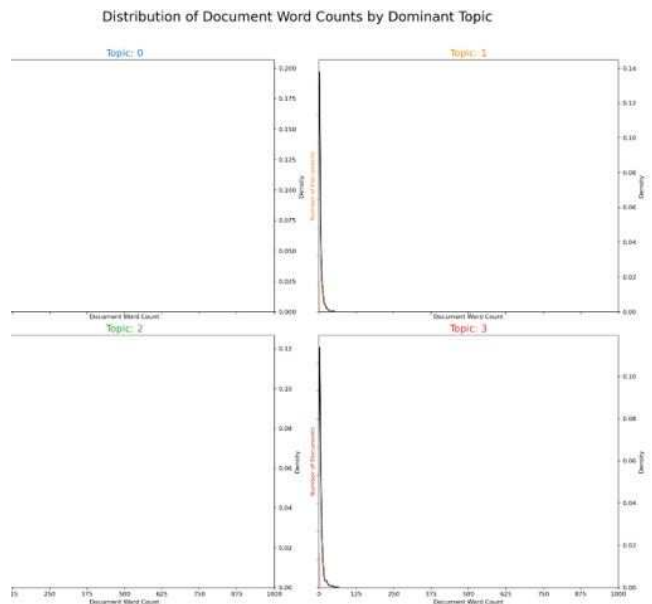 Distribution of Document Word Counts by Dominant Topic
Topic: 0
Topic: 1
0.200
0.175
0.150
0.125
0.100
0.075
0.050
0.025
0.000
Density
Document Word Count
Number of Documents
0.14
0.12
0.10
0.08
0.06
0.04
0.02
0.00
Density
Document Word Count
Topic: 2
Topic: 3
0.12
0.10
0.08
0.06
0.04
0.02
0.00
Density
250 375 500 625 750 875 1000
Document Word Count
Number of Documents
0.10
0.08
0.06
0.04
0.02
0.00
Density
0 125 250 375 500 625 750 875 1000
Document Word Count